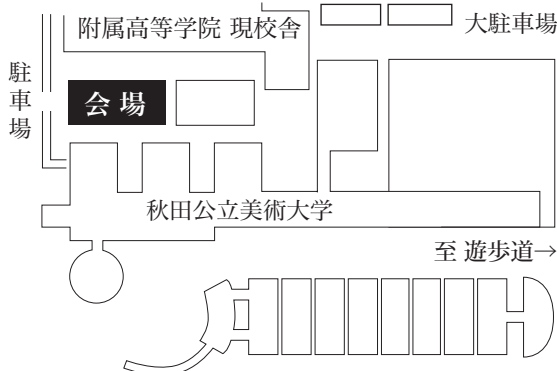 附属高等学院 現校舎
大駐車場
駐車場
会 場
秋田公立美術大学
至 遊歩道→